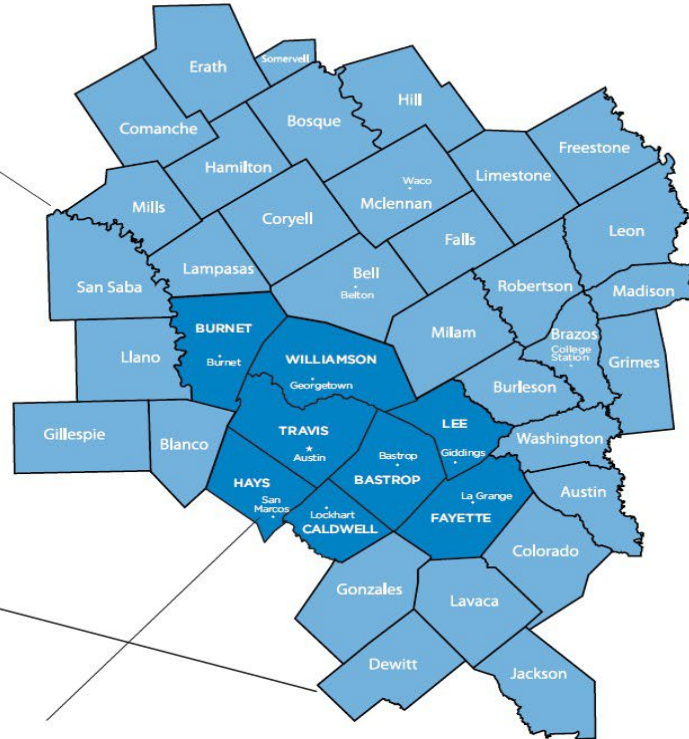 Erath
Somervell
Hill
Comanche
Bosque
Freestone
Hamilton
Waco
Mclennan
Limestone
Mills
Coryell
Falls
Leon
San Saba
Lampasas
Bell
Belton
Robertson
Madison
BURNET
Burnet
Milam
Brazos
College
Station
Llano
WILLIAMSON
Georgetown
Grimes
Burleson
Gillespie
Blanco
TRAVIS
Austin
LEE
Giddings
Washington
Bastrop
BASTROP
HAYS
San
Marcos
La Grange
FAYETTE
Austin
Lockhart
CALDWELL
Colorado
Gonzales
Lavaca
Dewitt
Jackson